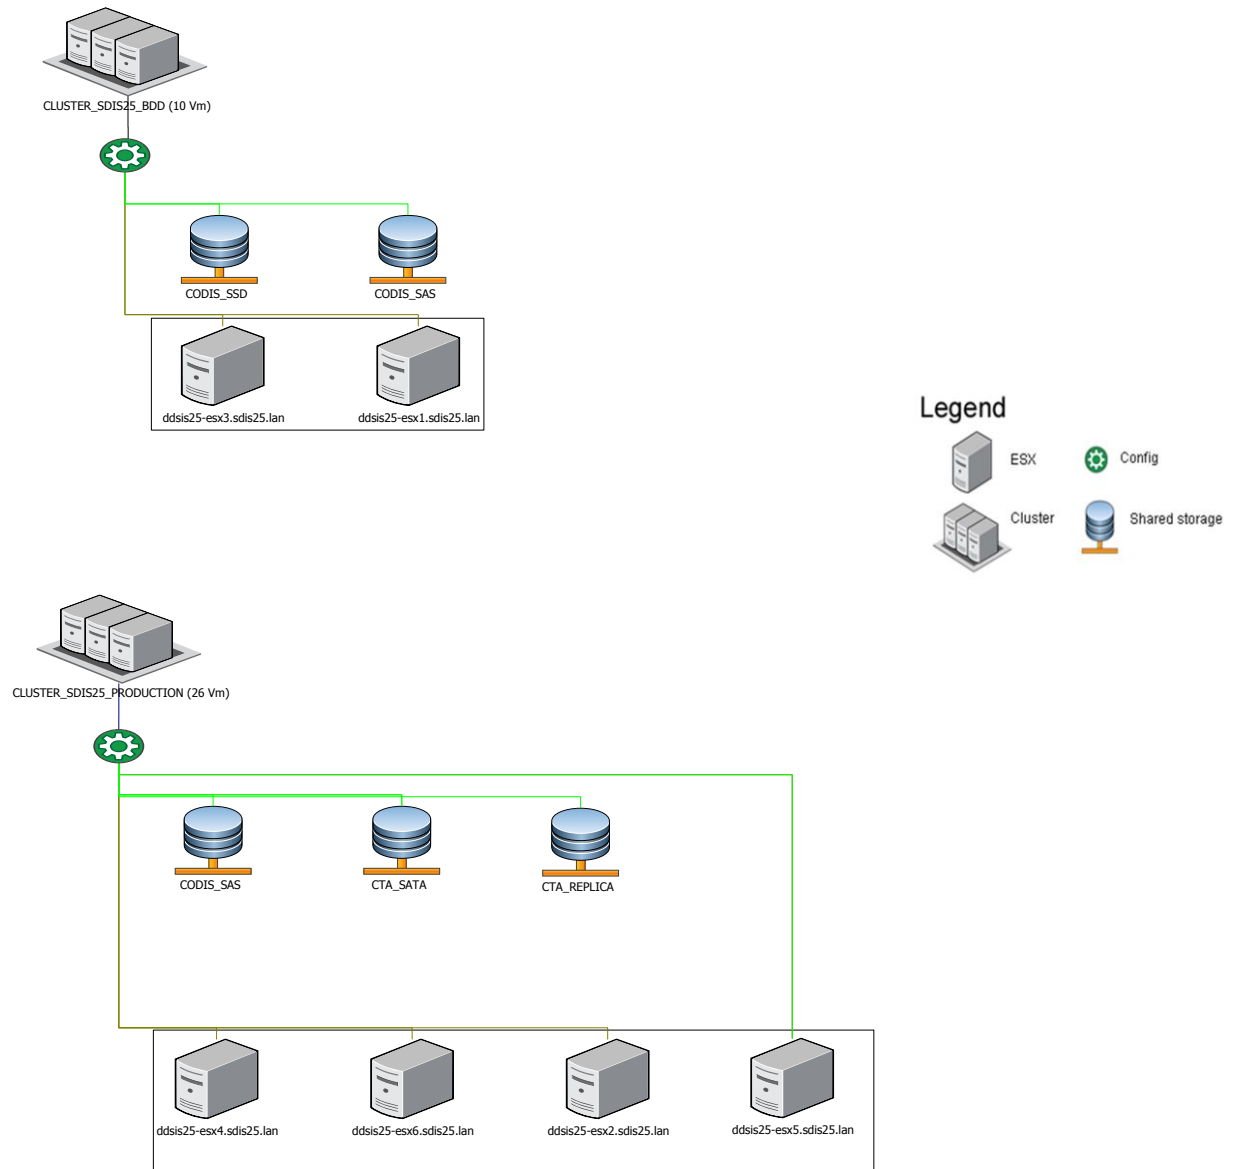 CLUSTER_SDIS25_BDD (10 Vm)
CODIS_SSD
CODIS_SAS
ddsis25-esx3.sdis25.lan
ddsis25-esx1.sdis25.lan
Legend
ESX
Config
Cluster
Shared storage
CLUSTER_SDIS25_PRODUCTION (26 Vm)
CODIS_SAS
CTA_SATA
CTA_REPLICA
ddsis25-esx4.sdis25.lan
ddsis25-esx6.sdis25.lan
ddsis25-esx2.sdis25.lan
ddsis25-esx5.sdis25.lan